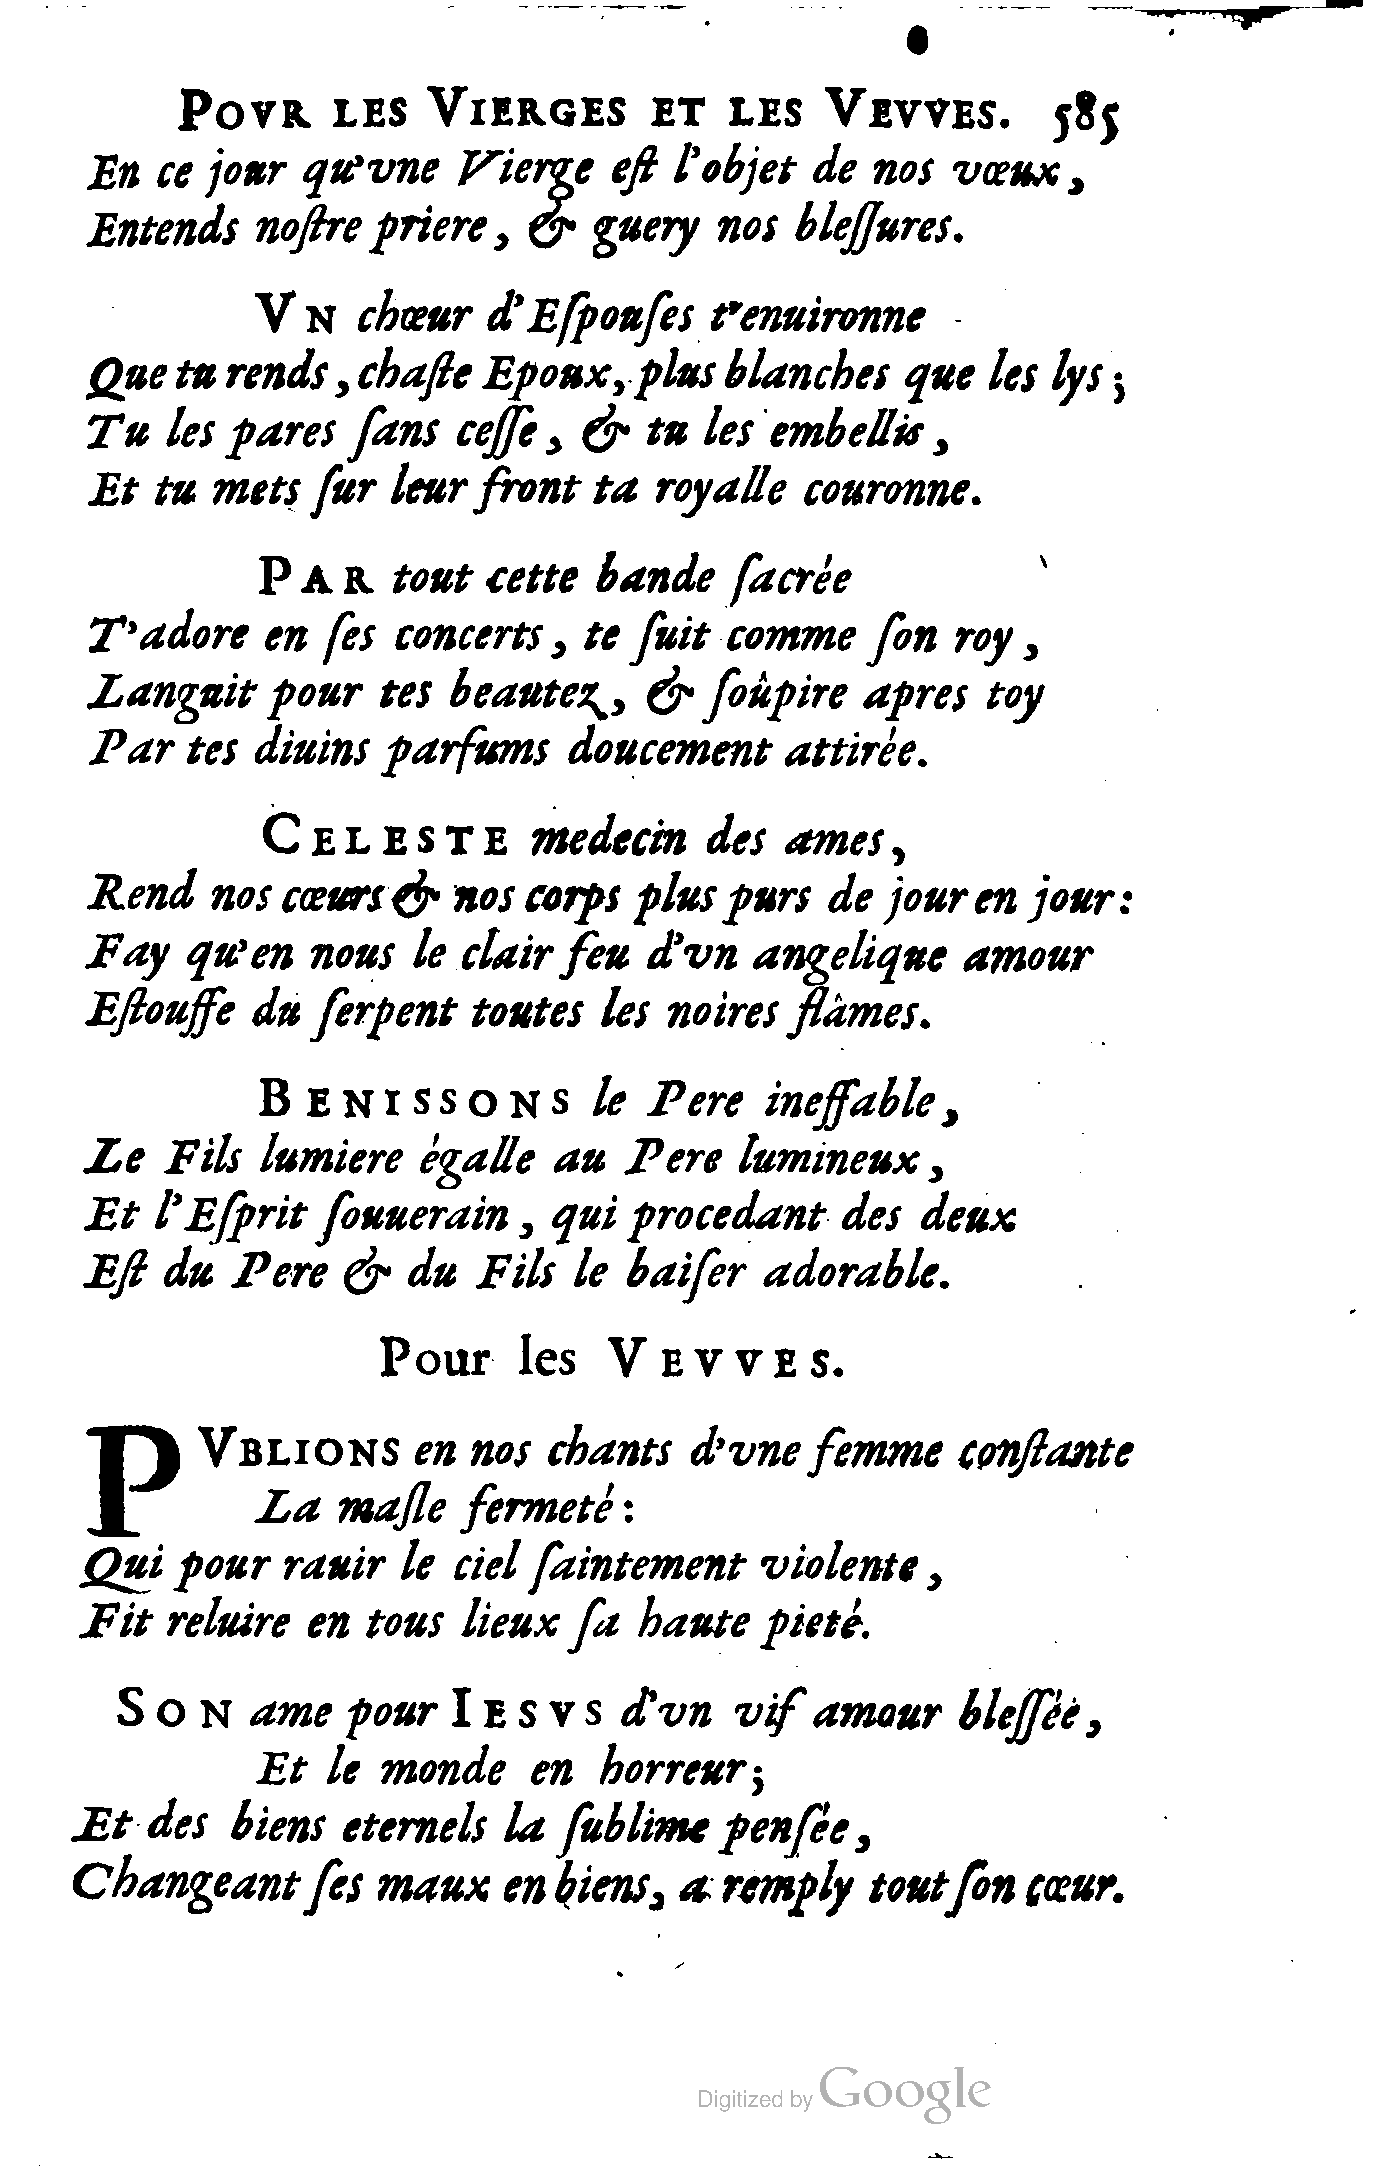 POVR LES VIERGES ET LES VEVVES. 585
En ce jour qu'vne Vierge eſt l'objet de nos vœux,
Entends noſtre priere, & guery nos bleſſures.
VN chœur d'Eſpouſes t'enuironne
Que tu rends, chaſte Epoux, plus blanches que les lys;
Tu les pares ſans ceſſe, & tu les embellis,
Et tu mets ſur leur front ta royalle couronne.
PAR tout cette bande ſacrée
T'adore en ſes concerts, te ſuit comme ſon roy,
Languit pour tes beautez, & ſoûpire apres toy
Par tes diuins parfums doucement attirée.
CELESTE medecin des ames,
Rend nos cœurs & nos corps plus purs de jour en jour:
Fay qu'en nous le clair feu d'vn angelique amour
Eſtouffe du ſerpent toutes les noires flâmes.
BENISSONS le Pere ineffable,
Le Fils lumiere égalle au Pere lumineux,
Et l'Eſprit ſouuerain, qui procedant des deux
Eſt du Pere & du Fils le baiſer adorable.
Pour les VEVVES.
PVBLIONS en nos chants d'vne femme conſtante
La maſle fermeté:
Qui pour rauir le ciel ſaintement violente,
Fit reluire en tous lieux ſa haute pieté.
SON ame pour IESVS d'vn vif amour bleſſée,
Et le monde en horreur;
Et des biens eternels la ſublime penſée,
Changeant ſes maux en biens, a remply tout ſon cœur.
Digitized by Google